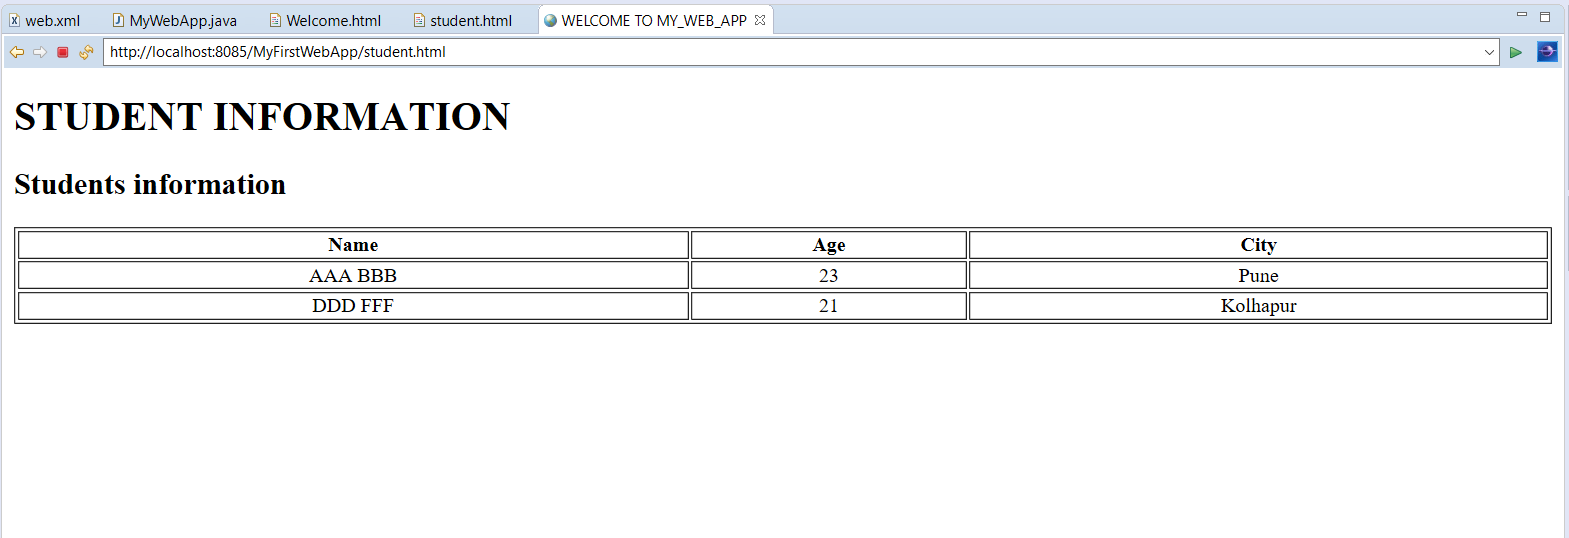 web.xml MyWebApp.java Welcome.html student.html WELCOME TO MY_WEB_APP
http://localhost:8085/MyFirstWebApp/student.html
STUDENT INFORMATION
Students information
Name Age City
AAA BBB 23 Pune
DDD FFF 21 Kolhapur